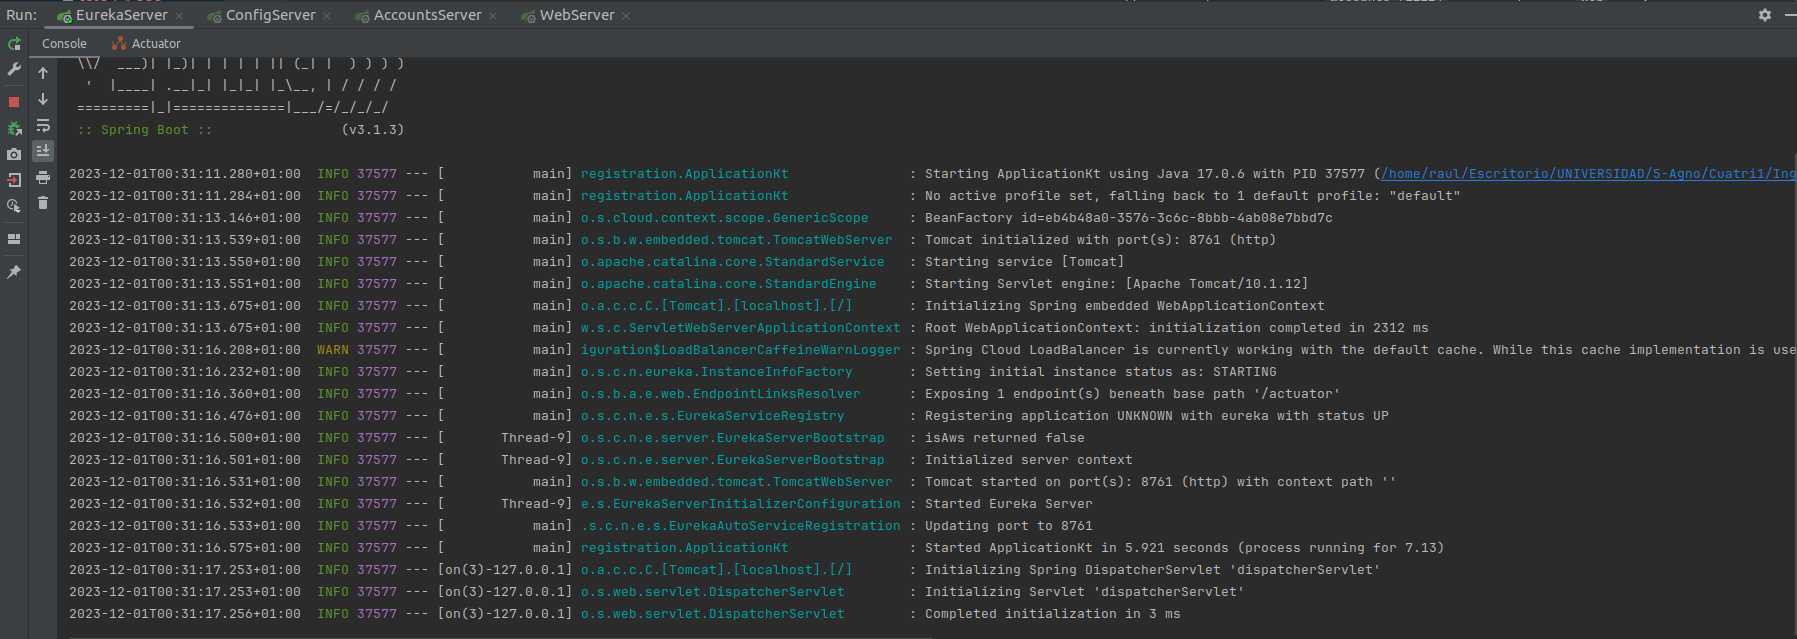 Run: EurekaServer × ConfigServer × AccountsServer × WebServer ×
Console Actuator
\\/  ___)| |_)| | | | | || (_| |  ) ) ) )
'  |____| .__|_| |_|_| |_\__, | / / / /
=========|_|==============|___/=/_/_/_/
:: Spring Boot ::                (v3.1.3)
2023-12-01T00:31:11.280+01:00  INFO 37577 --- [           main] registration.ApplicationKt               : Starting ApplicationKt using Java 17.0.6 with PID 37577 (/home/raul/Escritorio/UNIVERSIDAD/5-Agno/Cuatri1/Ing
2023-12-01T00:31:11.284+01:00  INFO 37577 --- [           main] registration.ApplicationKt               : No active profile set, falling back to 1 default profile: "default"
2023-12-01T00:31:13.146+01:00  INFO 37577 --- [           main] o.s.cloud.context.scope.GenericScope     : BeanFactory id=eb4b48a0-3576-3c6c-8bbb-4ab08e7bbd7c
2023-12-01T00:31:13.539+01:00  INFO 37577 --- [           main] o.s.b.w.embedded.tomcat.TomcatWebServer  : Tomcat initialized with port(s): 8761 (http)
2023-12-01T00:31:13.550+01:00  INFO 37577 --- [           main] o.apache.catalina.core.StandardService   : Starting service [Tomcat]
2023-12-01T00:31:13.551+01:00  INFO 37577 --- [           main] o.apache.catalina.core.StandardEngine    : Starting Servlet engine: [Apache Tomcat/10.1.12]
2023-12-01T00:31:13.675+01:00  INFO 37577 --- [           main] o.a.c.c.C.[Tomcat].[localhost].[/]       : Initializing Spring embedded WebApplicationContext
2023-12-01T00:31:13.675+01:00  INFO 37577 --- [           main] w.s.c.ServletWebServerApplicationContext : Root WebApplicationContext: initialization completed in 2312 ms
2023-12-01T00:31:16.208+01:00  WARN 37577 --- [           main] iguration$LoadBalancerCaffeineWarnLogger : Spring Cloud LoadBalancer is currently working with the default cache. While this cache implementation is use
2023-12-01T00:31:16.232+01:00  INFO 37577 --- [           main] o.s.c.n.eureka.InstanceInfoFactory       : Setting initial instance status as: STARTING
2023-12-01T00:31:16.360+01:00  INFO 37577 --- [           main] o.s.b.a.e.web.EndpointLinksResolver      : Exposing 1 endpoint(s) beneath base path '/actuator'
2023-12-01T00:31:16.476+01:00  INFO 37577 --- [           main] o.s.c.n.e.s.EurekaServiceRegistry        : Registering application UNKNOWN with eureka with status UP
2023-12-01T00:31:16.500+01:00  INFO 37577 --- [       Thread-9] o.s.c.n.e.server.EurekaServerBootstrap   : isAws returned false
2023-12-01T00:31:16.501+01:00  INFO 37577 --- [       Thread-9] o.s.c.n.e.server.EurekaServerBootstrap   : Initialized server context
2023-12-01T00:31:16.531+01:00  INFO 37577 --- [           main] o.s.b.w.embedded.tomcat.TomcatWebServer  : Tomcat started on port(s): 8761 (http) with context path ''
2023-12-01T00:31:16.532+01:00  INFO 37577 --- [       Thread-9] e.s.EurekaServerInitializerConfiguration : Started Eureka Server
2023-12-01T00:31:16.533+01:00  INFO 37577 --- [           main] .s.c.n.e.s.EurekaAutoServiceRegistration : Updating port to 8761
2023-12-01T00:31:16.575+01:00  INFO 37577 --- [           main] registration.ApplicationKt               : Started ApplicationKt in 5.921 seconds (process running for 7.13)
2023-12-01T00:31:17.253+01:00  INFO 37577 --- [on(3)-127.0.0.1] o.a.c.c.C.[Tomcat].[localhost].[/]       : Initializing Spring DispatcherServlet 'dispatcherServlet'
2023-12-01T00:31:17.253+01:00  INFO 37577 --- [on(3)-127.0.0.1] o.s.web.servlet.DispatcherServlet        : Initializing Servlet 'dispatcherServlet'
2023-12-01T00:31:17.256+01:00  INFO 37577 --- [on(3)-127.0.0.1] o.s.web.servlet.DispatcherServlet        : Completed initialization in 3 ms